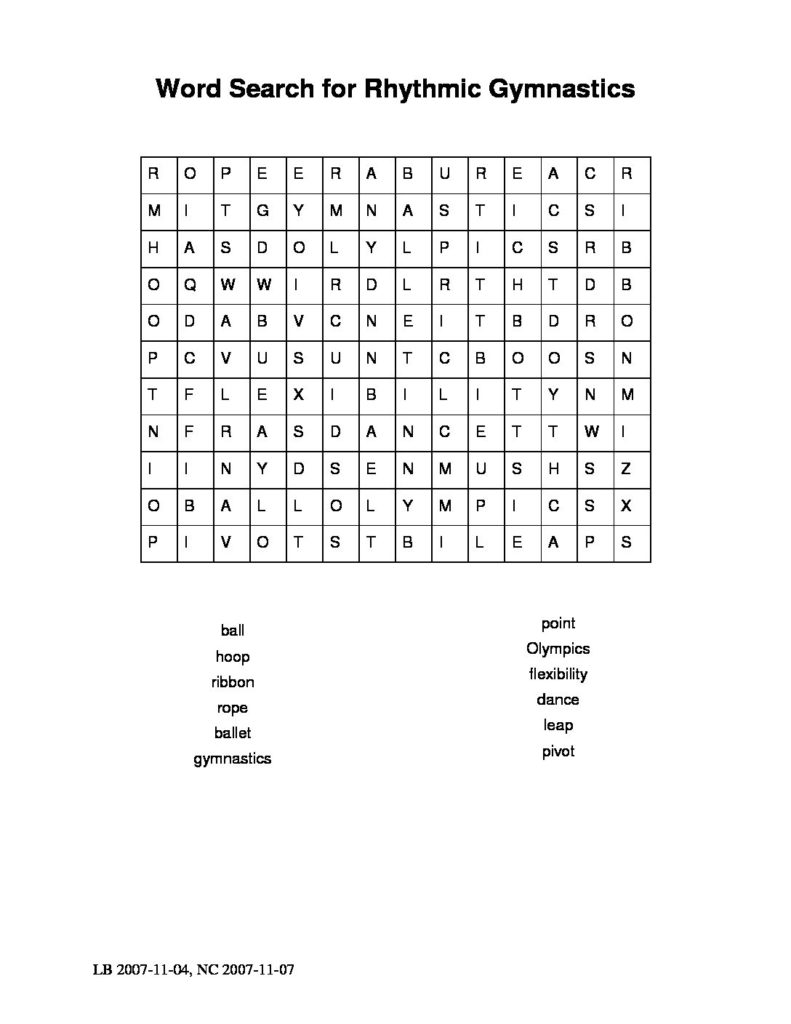 Word Search for Rhythmic Gymnastics
R O P E E R A B U R E A C R
M I T G Y M N A S T I C S I
H A S D O L Y L P I C S R B
O Q W W I R D L R T H T D B
O D A B V C N E I T B D R O
P C V U S U N T C B O O S N
T F L E X I B I L I T Y N M
N F R A S D A N C E T T W I
I I N Y D S E N M U S H S Z
O B A L L O L Y M P I C S X
P I V O T S T B I L E A P S
ball
hoop
ribbon
rope
ballet
gymnastics
point
Olympics
flexibility
dance
leap
pivot
LB 2007-11-04, NC 2007-11-07